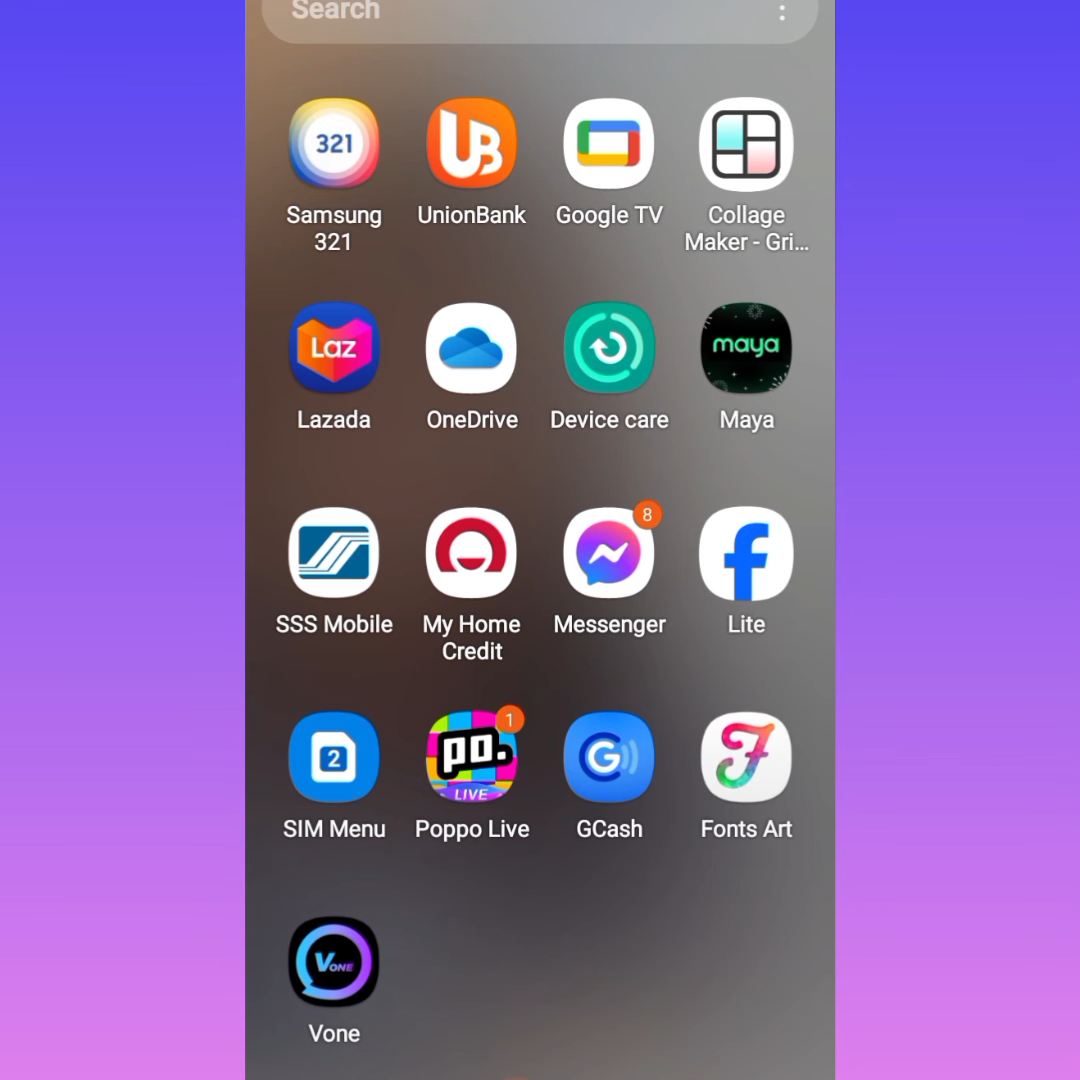 Search
321
UB
Samsung
321
UnionBank
Google TV
Collage
Maker - Gri...
Laz
maya
Lazada
OneDrive
Device care
Maya
8
SSS Mobile
My Home
Credit
Messenger
Lite
2
1
po.
LIVE
G
SIM Menu
Poppo Live
GCash
Fonts Art
VONE
Vone